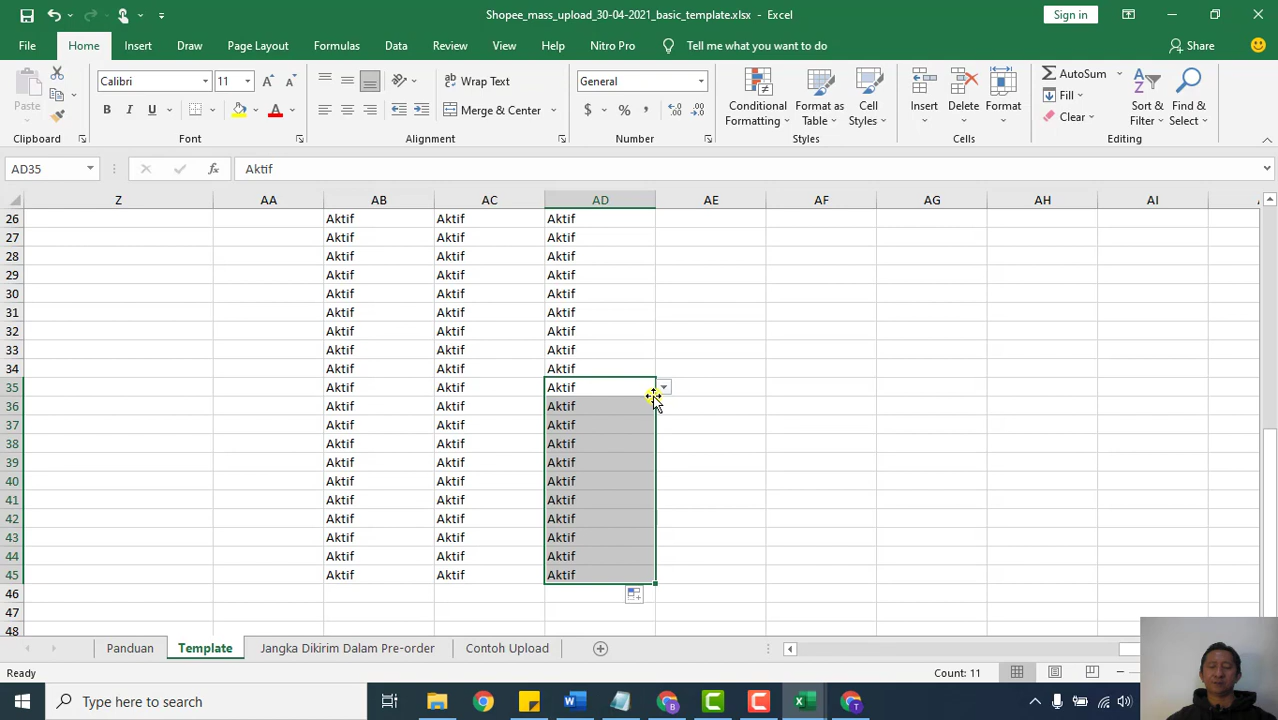 Shopee_mass_upload_30-04-2021_basic_template.xlsx - Excel
Sign in
File Home Insert Draw Page Layout Formulas Data Review View Help Nitro Pro Tell me what you want to do Share
Paste
Calibri 11
B I U A
Wrap Text
Merge & Center
General
$ % ,
Conditional Formatting
Format as Table
Cell Styles
Insert
Delete
Format
AutoSum
Fill
Clear
Sort & Filter
Find & Select
Clipboard Font Alignment Number Styles Cells Editing
AD35 fx Aktif
Z AA AB AC AD AE AF AG AH AI
26 Aktif Aktif Aktif
27 Aktif Aktif Aktif
28 Aktif Aktif Aktif
29 Aktif Aktif Aktif
30 Aktif Aktif Aktif
31 Aktif Aktif Aktif
32 Aktif Aktif Aktif
33 Aktif Aktif Aktif
34 Aktif Aktif Aktif
35 Aktif Aktif Aktif
36 Aktif Aktif Aktif
37 Aktif Aktif Aktif
38 Aktif Aktif Aktif
39 Aktif Aktif Aktif
40 Aktif Aktif Aktif
41 Aktif Aktif Aktif
42 Aktif Aktif Aktif
43 Aktif Aktif Aktif
44 Aktif Aktif Aktif
45 Aktif Aktif Aktif
46
47
48
Panduan Template Jangka Dikirim Dalam Pre-order Contoh Upload
Ready Count: 11
Type here to search